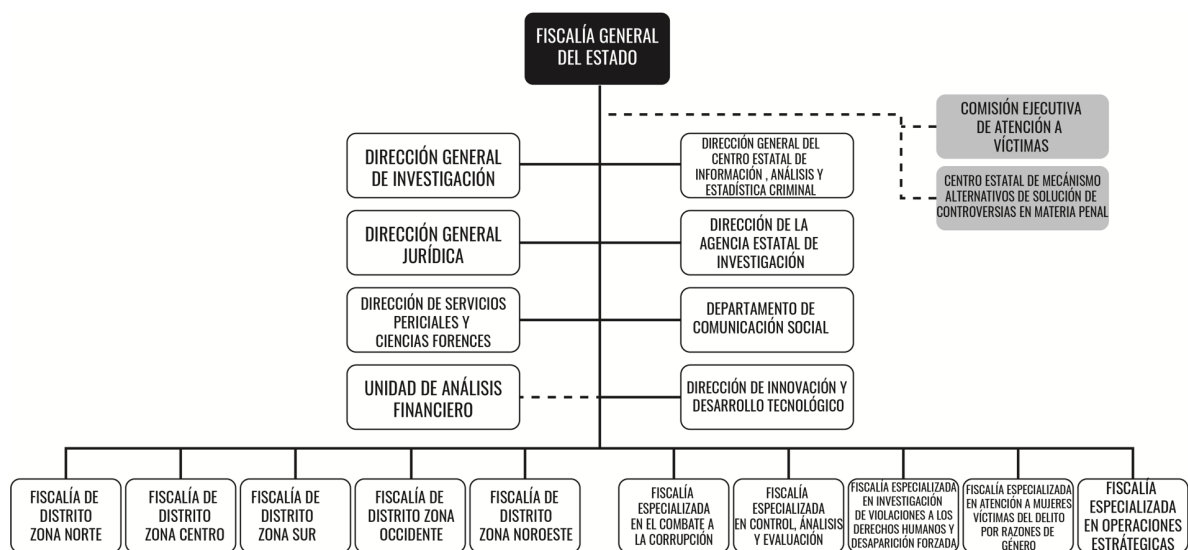 FISCALÍA GENERAL
DEL ESTADO
COMISIÓN EJECUTIVA
DE ATENCIÓN A
VÍCTIMAS
CENTRO ESTATAL DE MECÁNISMO
ALTERNATIVOS DE SOLUCIÓN DE
CONTROVERSIAS EN MATERIA PENAL
DIRECCIÓN GENERAL
DE INVESTIGACIÓN
DIRECCIÓN GENERAL DEL
CENTRO ESTATAL DE
INFORMACIÓN , ANÁLISIS Y
ESTADÍSTICA CRIMINAL
DIRECCIÓN GENERAL
JURÍDICA
DIRECCIÓN DE LA
AGENCIA ESTATAL DE
INVESTIGACIÓN
DIRECCIÓN DE SERVICIOS
PERICIALES Y
CIENCIAS FORENCES
DEPARTAMENTO DE
COMUNICACIÓN SOCIAL
UNIDAD DE ANÁLISIS
FINANCIERO
DIRECCIÓN DE INNOVACIÓN Y
DESARROLLO TECNOLÓGICO
FISCALÍA DE
DISTRITO
ZONA NORTE
FISCALÍA DE
DISTRITO
ZONA CENTRO
FISCALÍA DE
DISTRITO
ZONA SUR
FISCALÍA DE
DISTRITO ZONA
OCCIDENTE
FISCALÍA DE
DISTRITO
ZONA NOROESTE
FISCALÍA
ESPECIALIZADA
EN EL COMBATE A
LA CORRUPCIÓN
FISCALÍA
ESPECIALIZADA
EN CONTROL, ÁNALISIS
Y EVALUACIÓN
FISCALÍA ESPECIALIZADA
EN INVESTIGACIÓN
DE VIOLACIONES A LOS
DERECHOS HUMANOS Y
DESAPARICIÓN FORZADA
FISCALÍA ESPECIALIZADA
EN ATENCIÓN A MUJERES
VÍCTIMAS DEL DELITO
POR RAZONES DE
GÉNERO
FISCALÍA
ESPECIALIZADA
EN OPERACIONES
ESTRÁTEGICAS